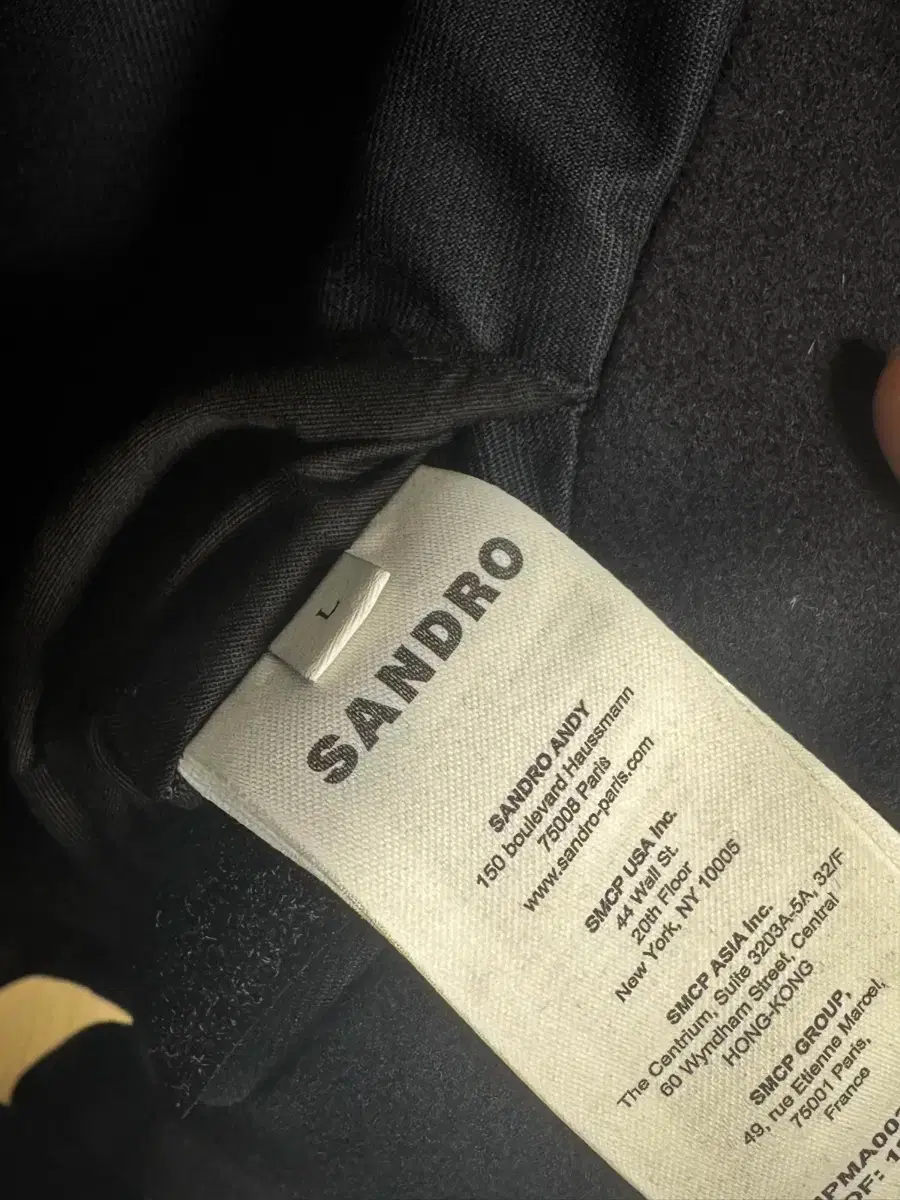 L
SANDRO
SANDRO ANDY
150 boulevard Haussmann
75008 Paris
www.sandro-paris.com
SMCP USA Inc.
44 Wall St.
20th Floor
New York, NY 10005
SMCP ASIA Inc.
The Centrium, Suite 3203A-5A, 32/F
60 Wyndham Street, Central
HONG-KONG
SMCP GROUP,
49, rue Etienne Marcel,
75001 Paris,
France